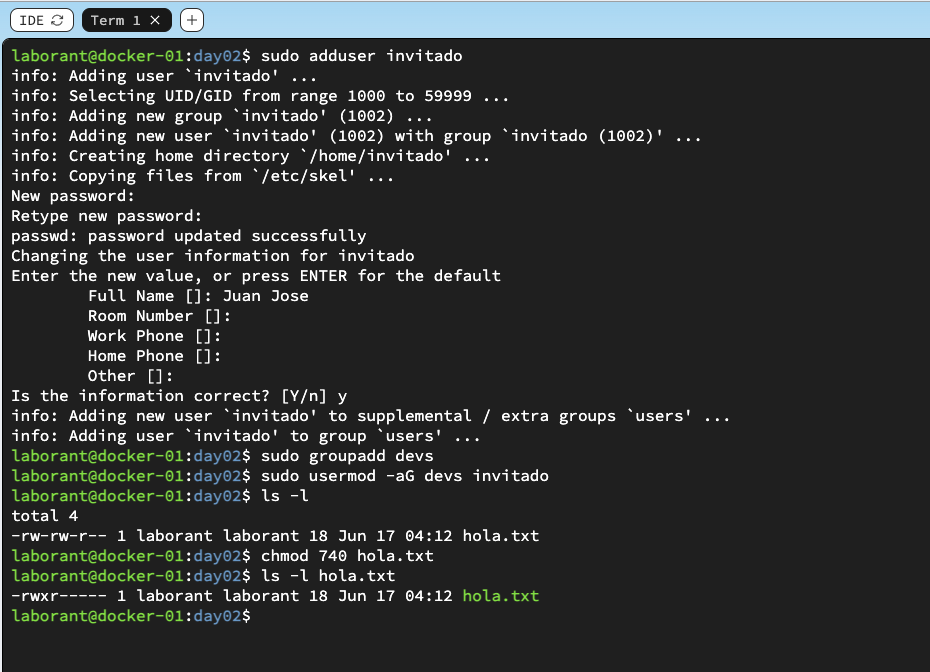 IDE
Term 1
laborant@docker-01:day02$ sudo adduser invitado
info: Adding user `invitado' ...
info: Selecting UID/GID from range 1000 to 59999 ...
info: Adding new group `invitado' (1002) ...
info: Adding new user `invitado' (1002) with group `invitado (1002)' ...
info: Creating home directory `/home/invitado' ...
info: Copying files from `/etc/skel' ...
New password:
Retype new password:
passwd: password updated successfully
Changing the user information for invitado
Enter the new value, or press ENTER for the default
        Full Name []: Juan Jose
        Room Number []:
        Work Phone []:
        Home Phone []:
        Other []:
Is the information correct? [Y/n] y
info: Adding new user `invitado' to supplemental / extra groups `users' ...
info: Adding user `invitado' to group `users' ...
laborant@docker-01:day02$ sudo groupadd devs
laborant@docker-01:day02$ sudo usermod -aG devs invitado
laborant@docker-01:day02$ ls -l
total 4
-rw-rw-r-- 1 laborant laborant 18 Jun 17 04:12 hola.txt
laborant@docker-01:day02$ chmod 740 hola.txt
laborant@docker-01:day02$ ls -l hola.txt
-rwxr----- 1 laborant laborant 18 Jun 17 04:12 hola.txt
laborant@docker-01:day02$